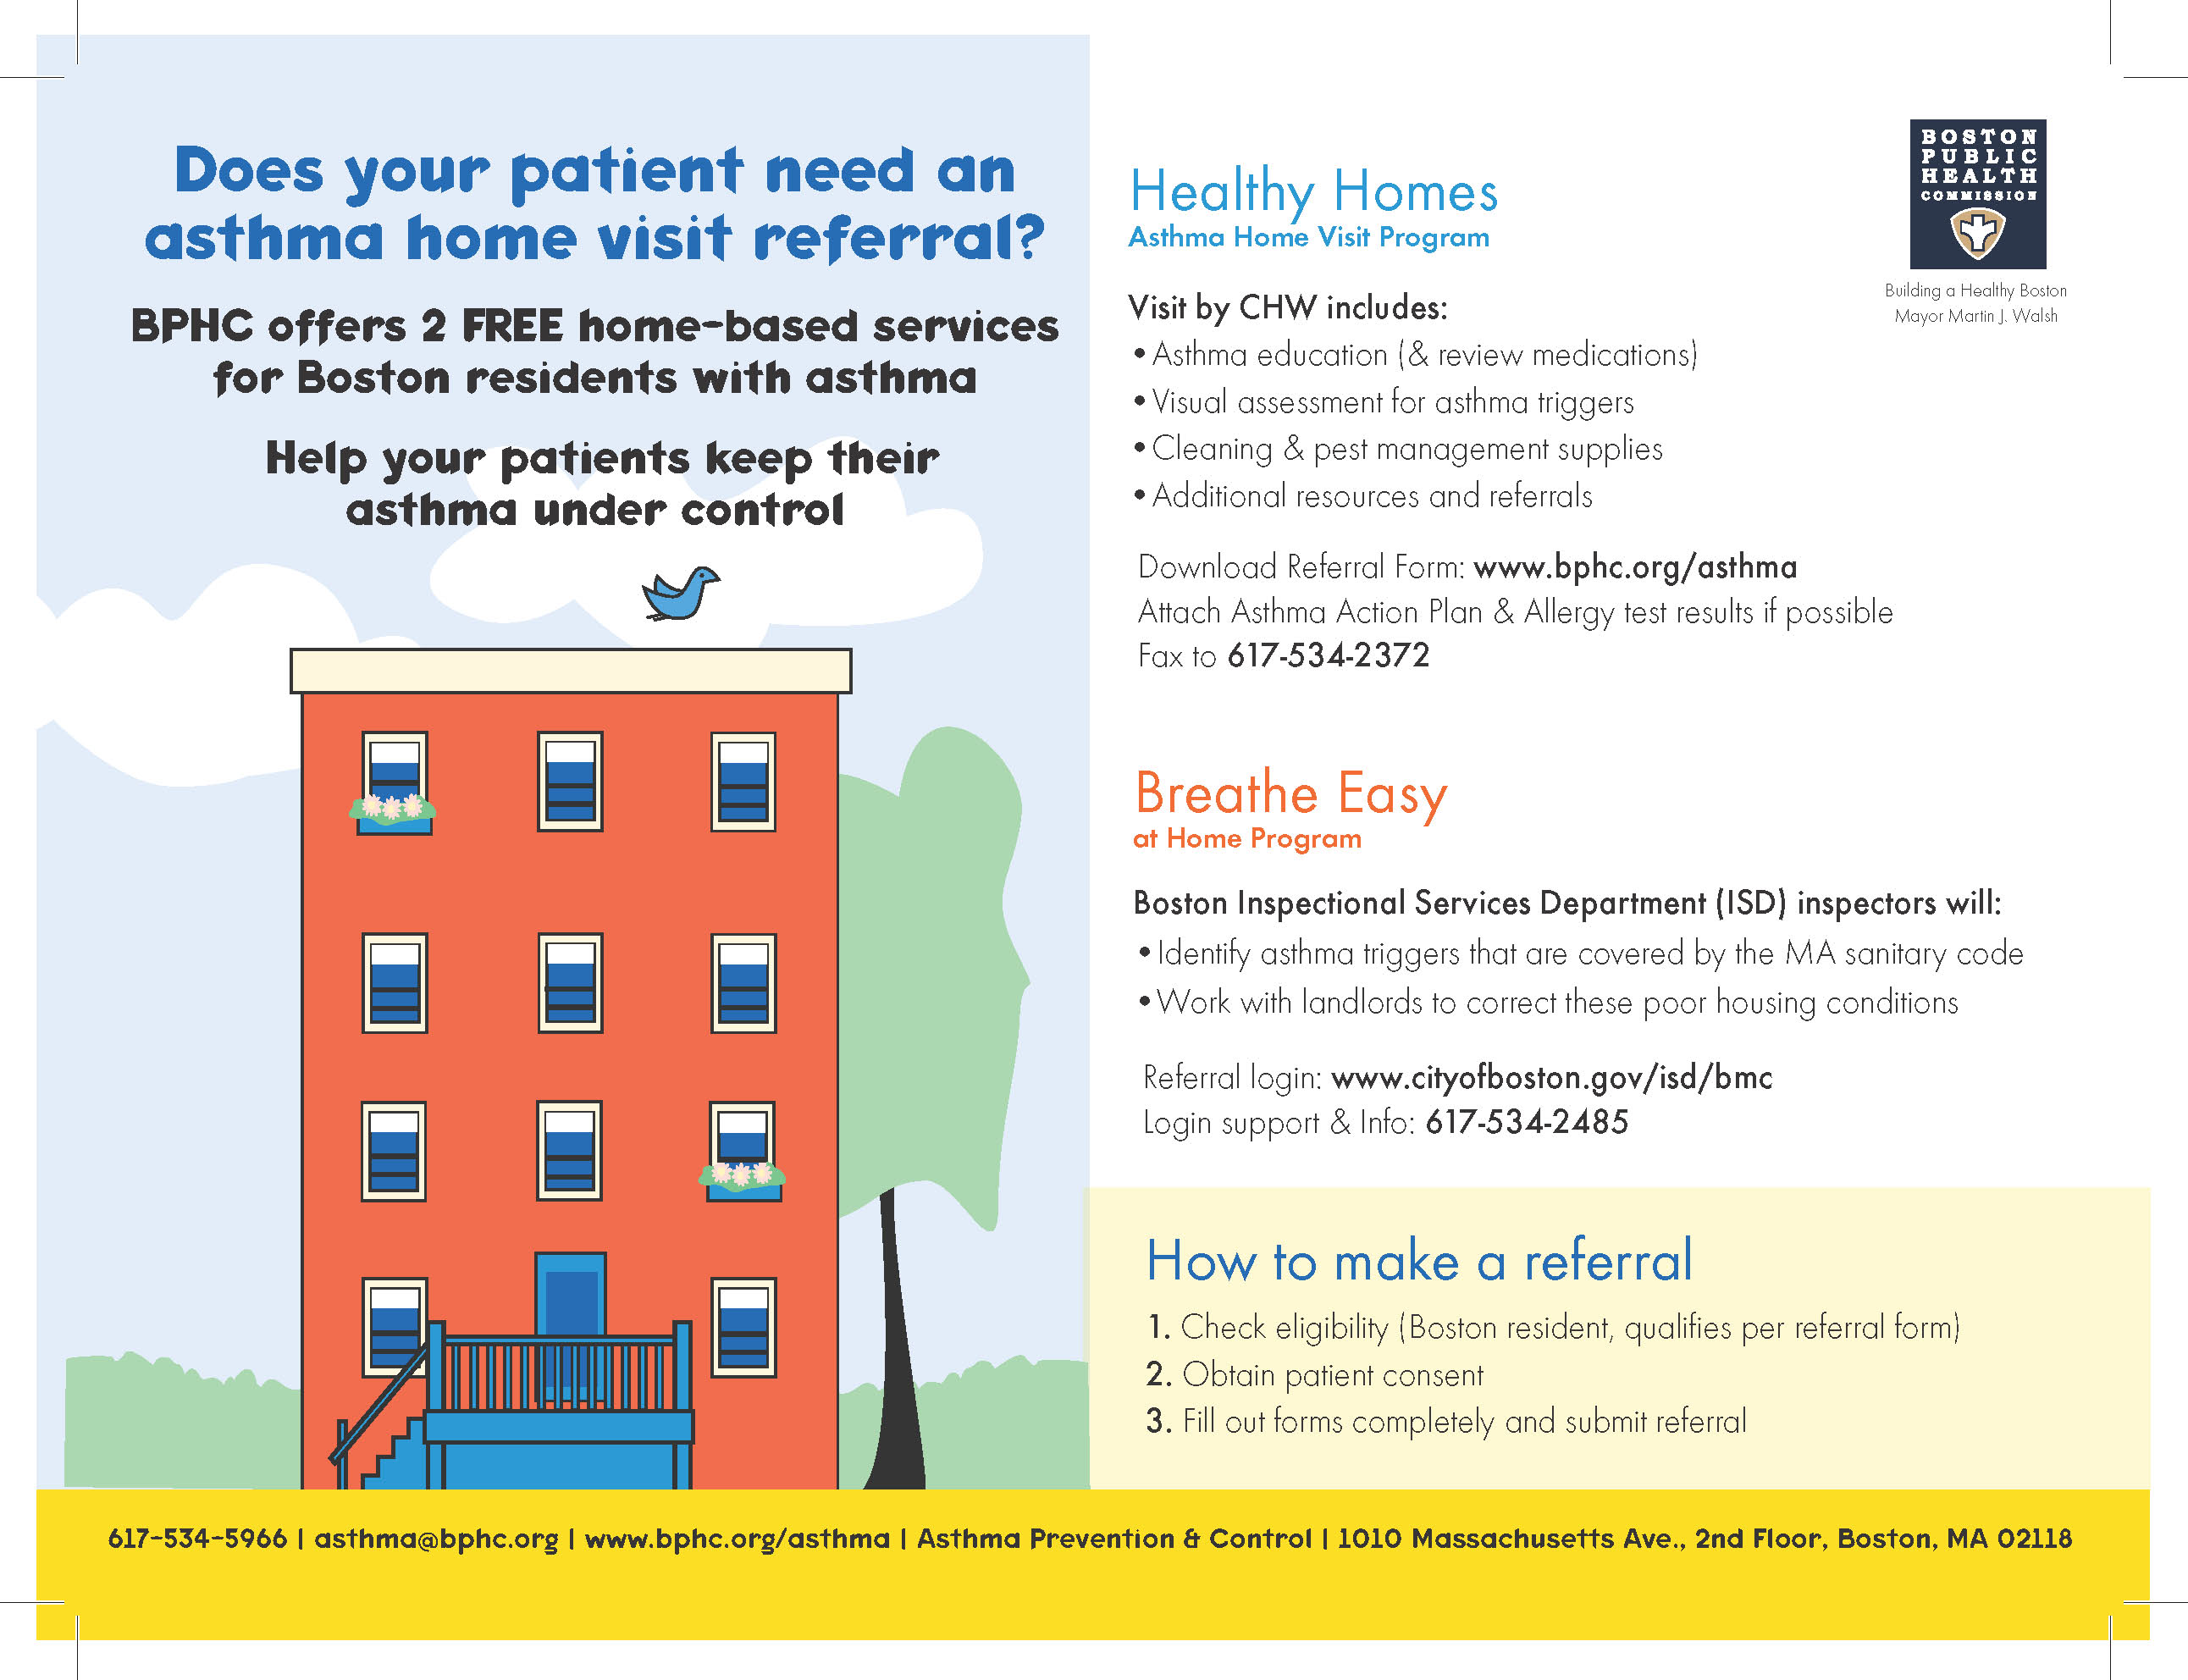 Does your patient need an
asthma home visit referral?
BPHC offers 2 FREE home-based services
for Boston residents with asthma
Help your patients keep their
asthma under control
Healthy Homes
Asthma Home Visit Program
Visit by CHW includes:
• Asthma education (& review medications)
• Visual assessment for asthma triggers
• Cleaning & pest management supplies
• Additional resources and referrals
Download Referral Form: www.bphc.org/asthma
Attach Asthma Action Plan & Allergy test results if possible
Fax to 617-534-2372
BOSTON
PUBLIC
HEALTH
COMMISSION
Building a Healthy Boston
Mayor Martin J. Walsh
Breathe Easy
at Home Program
Boston Inspectional Services Department (ISD) inspectors will:
• Identify asthma triggers that are covered by the MA sanitary code
• Work with landlords to correct these poor housing conditions
Referral login: www.cityofboston.gov/isd/bmc
Login support & Info: 617-534-2485
How to make a referral
1. Check eligibility (Boston resident, qualifies per referral form)
2. Obtain patient consent
3. Fill out forms completely and submit referral
617-534-5966 | asthma@bphc.org | www.bphc.org/asthma | Asthma Prevention & Control | 1010 Massachusetts Ave., 2nd Floor, Boston, MA 02118